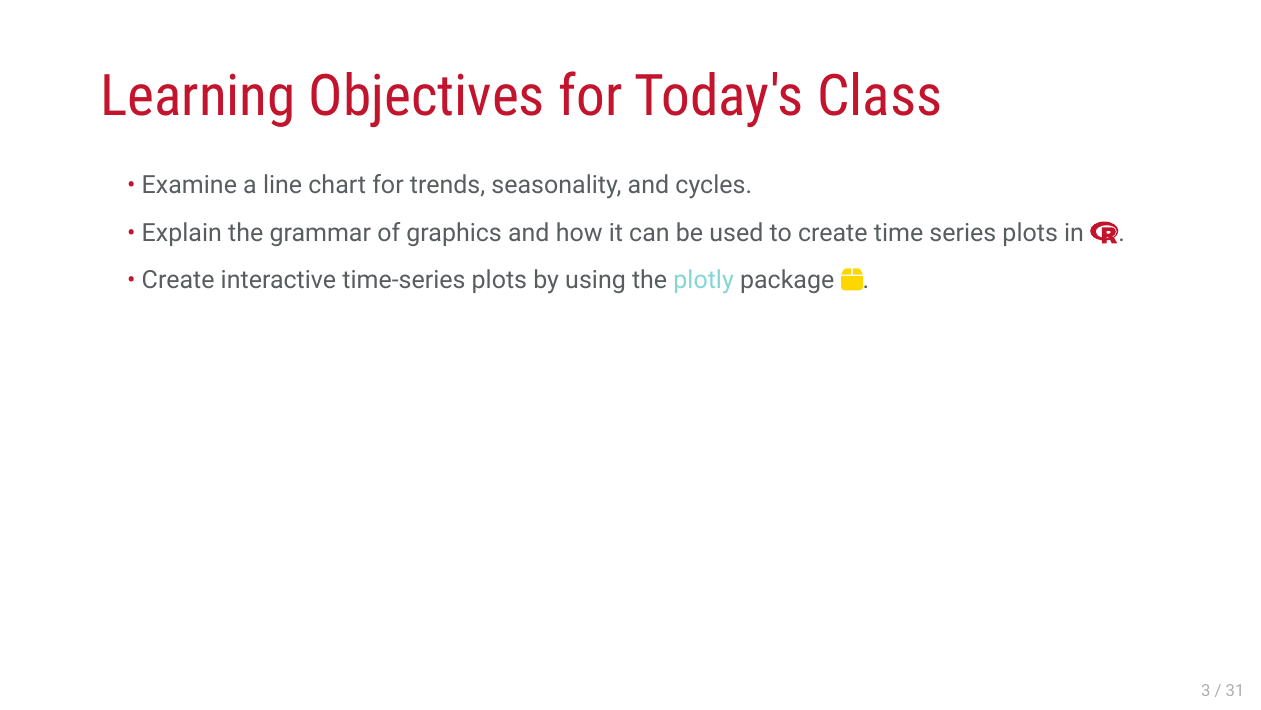 Learning Objectives for Today's Class
• Examine a line chart for trends, seasonality, and cycles.
• Explain the grammar of graphics and how it can be used to create time series plots in R.
• Create interactive time-series plots by using the plotly package .
3 / 31